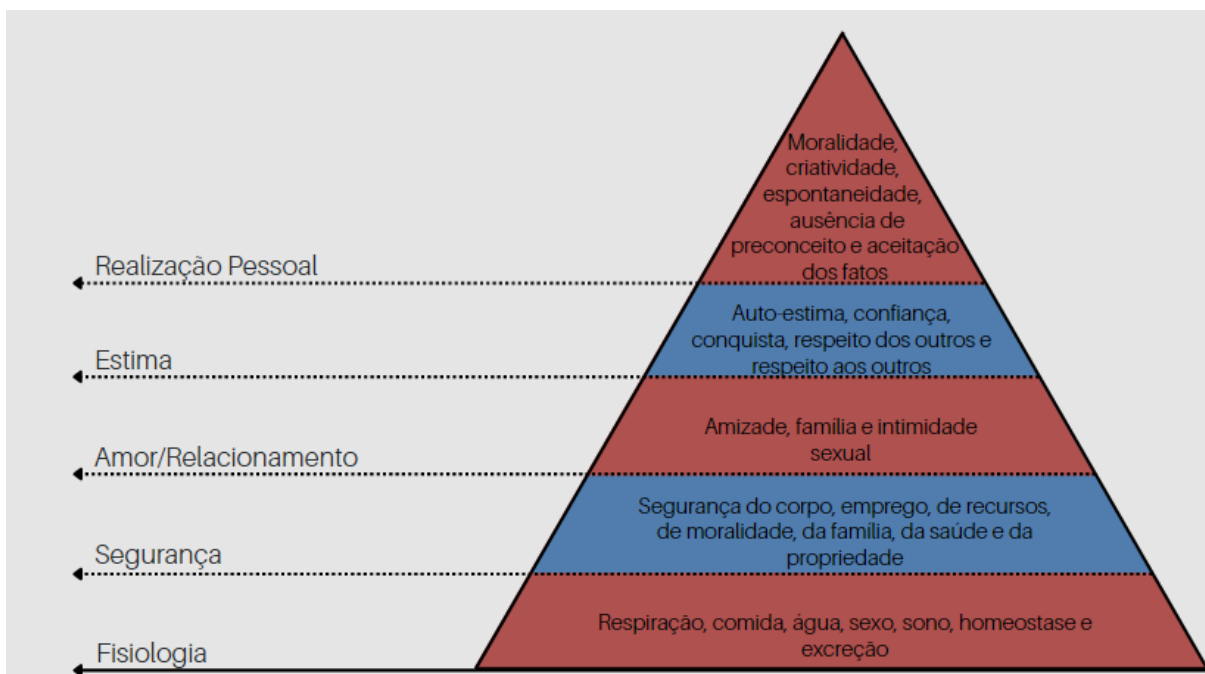 Moralidade,
criatividade,
espontaneidade,
ausência de
preconceito e aceitação
dos fatos
Realização Pessoal
Auto-estima, confiança,
conquista, respeito dos outros e
respeito aos outros
Estima
Amizade, família e intimidade
sexual
Amor/Relacionamento
Segurança do corpo, emprego, de recursos,
de moralidade, da família, da saúde e da
propriedade
Segurança
Respiração, comida, água, sexo, sono, homeostase e
excreção
Fisiologia